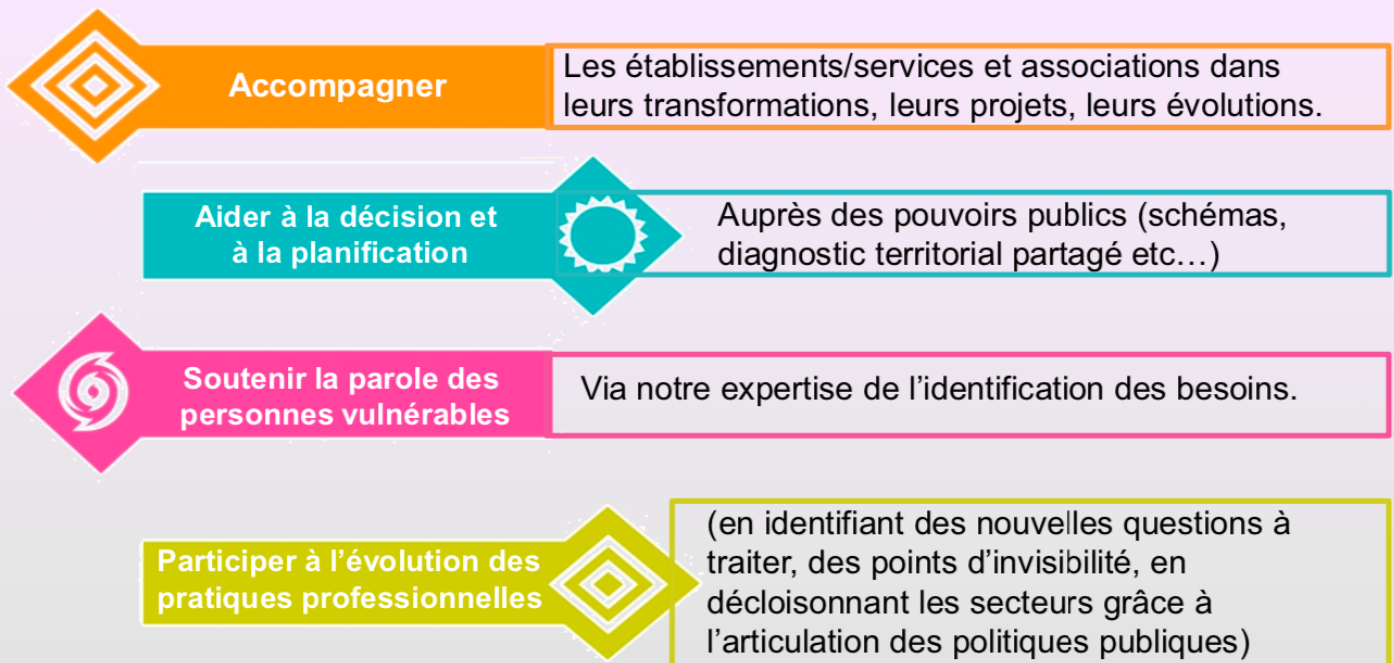 Accompagner
Les établissements/services et associations dans
leurs transformations, leurs projets, leurs évolutions.
Aider à la décision et
à la planification
Auprès des pouvoirs publics (schémas,
diagnostic territorial partagé etc…)
Soutenir la parole des
personnes vulnérables
Via notre expertise de l’identification des besoins.
Participer à l’évolution des
pratiques professionnelles
(en identifiant des nouvelles questions à
traiter, des points d’invisibilité, en
décloisonnant les secteurs grâce à
l’articulation des politiques publiques)